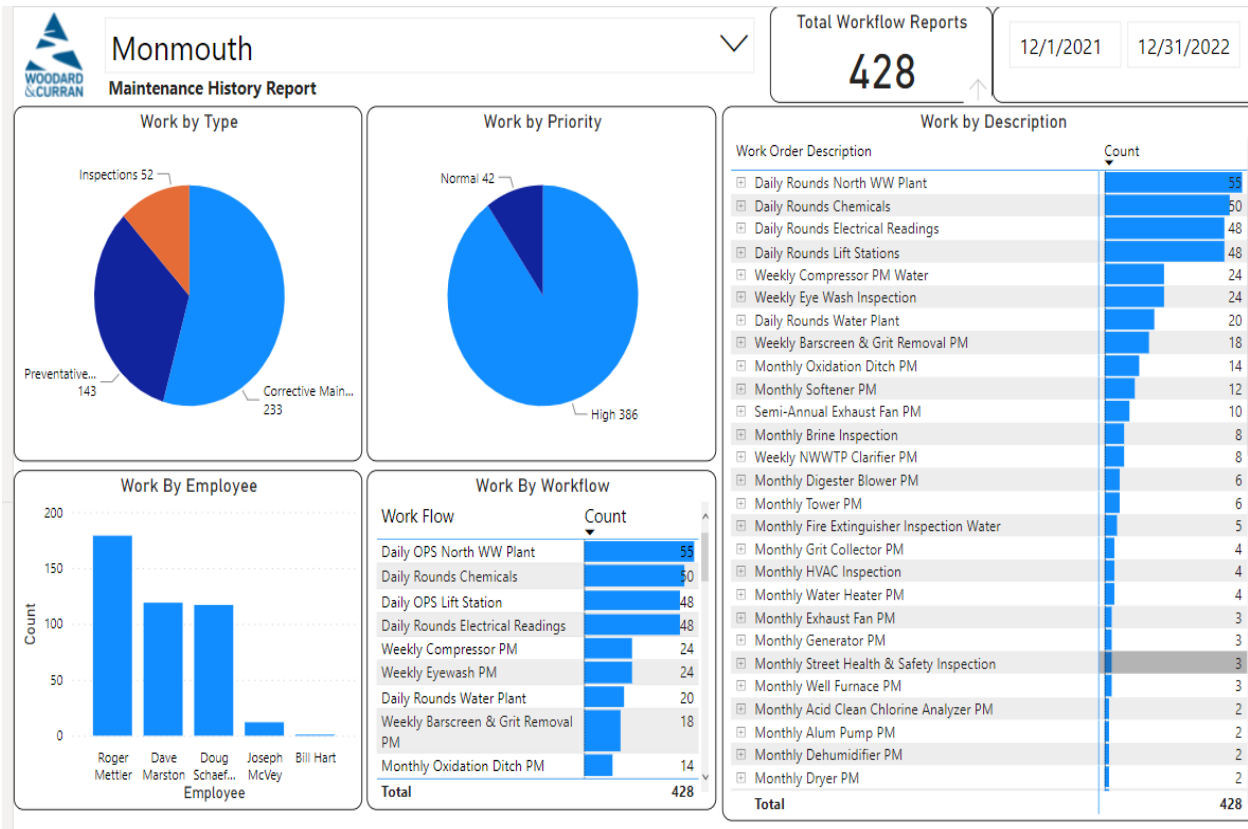 WOODARD
&CURRAN
Monmouth
Maintenance History Report
Total Workflow Reports
428
12/1/2021 12/31/2022
Work by Type
Inspections 52
Preventative...
143
Corrective Main...
233
Work by Priority
Normal 42
High 386
Work by Description
Work Order Description Count
Daily Rounds North WW Plant 55
Daily Rounds Chemicals 50
Daily Rounds Electrical Readings 48
Daily Rounds Lift Stations 48
Weekly Compressor PM Water 24
Weekly Eye Wash Inspection 24
Daily Rounds Water Plant 20
Weekly Barscreen & Grit Removal PM 18
Monthly Oxidation Ditch PM 14
Monthly Softener PM 12
Semi-Annual Exhaust Fan PM 10
Monthly Brine Inspection 8
Weekly NWWTP Clarifier PM 8
Monthly Digester Blower PM 6
Monthly Tower PM 6
Monthly Fire Extinguisher Inspection Water 5
Monthly Grit Collector PM 4
Monthly HVAC Inspection 4
Monthly Water Heater PM 4
Monthly Exhaust Fan PM 3
Monthly Generator PM 3
Monthly Street Health & Safety Inspection 3
Monthly Well Furnace PM 3
Monthly Acid Clean Chlorine Analyzer PM 2
Monthly Alum Pump PM 2
Monthly Dehumidifier PM 2
Monthly Dryer PM 2
Total 428
Work By Employee
Count
200
150
100
50
0
Roger Mettler
Dave Marston
Doug Schaef...
Joseph McVey
Bill Hart
Employee
Work By Workflow
Work Flow Count
Daily OPS North WW Plant 55
Daily Rounds Chemicals 50
Daily OPS Lift Station 48
Daily Rounds Electrical Readings 48
Weekly Compressor PM 24
Weekly Eyewash PM 24
Daily Rounds Water Plant 20
Weekly Barscreen & Grit Removal 18
PM
Monthly Oxidation Ditch PM 14
Total 428